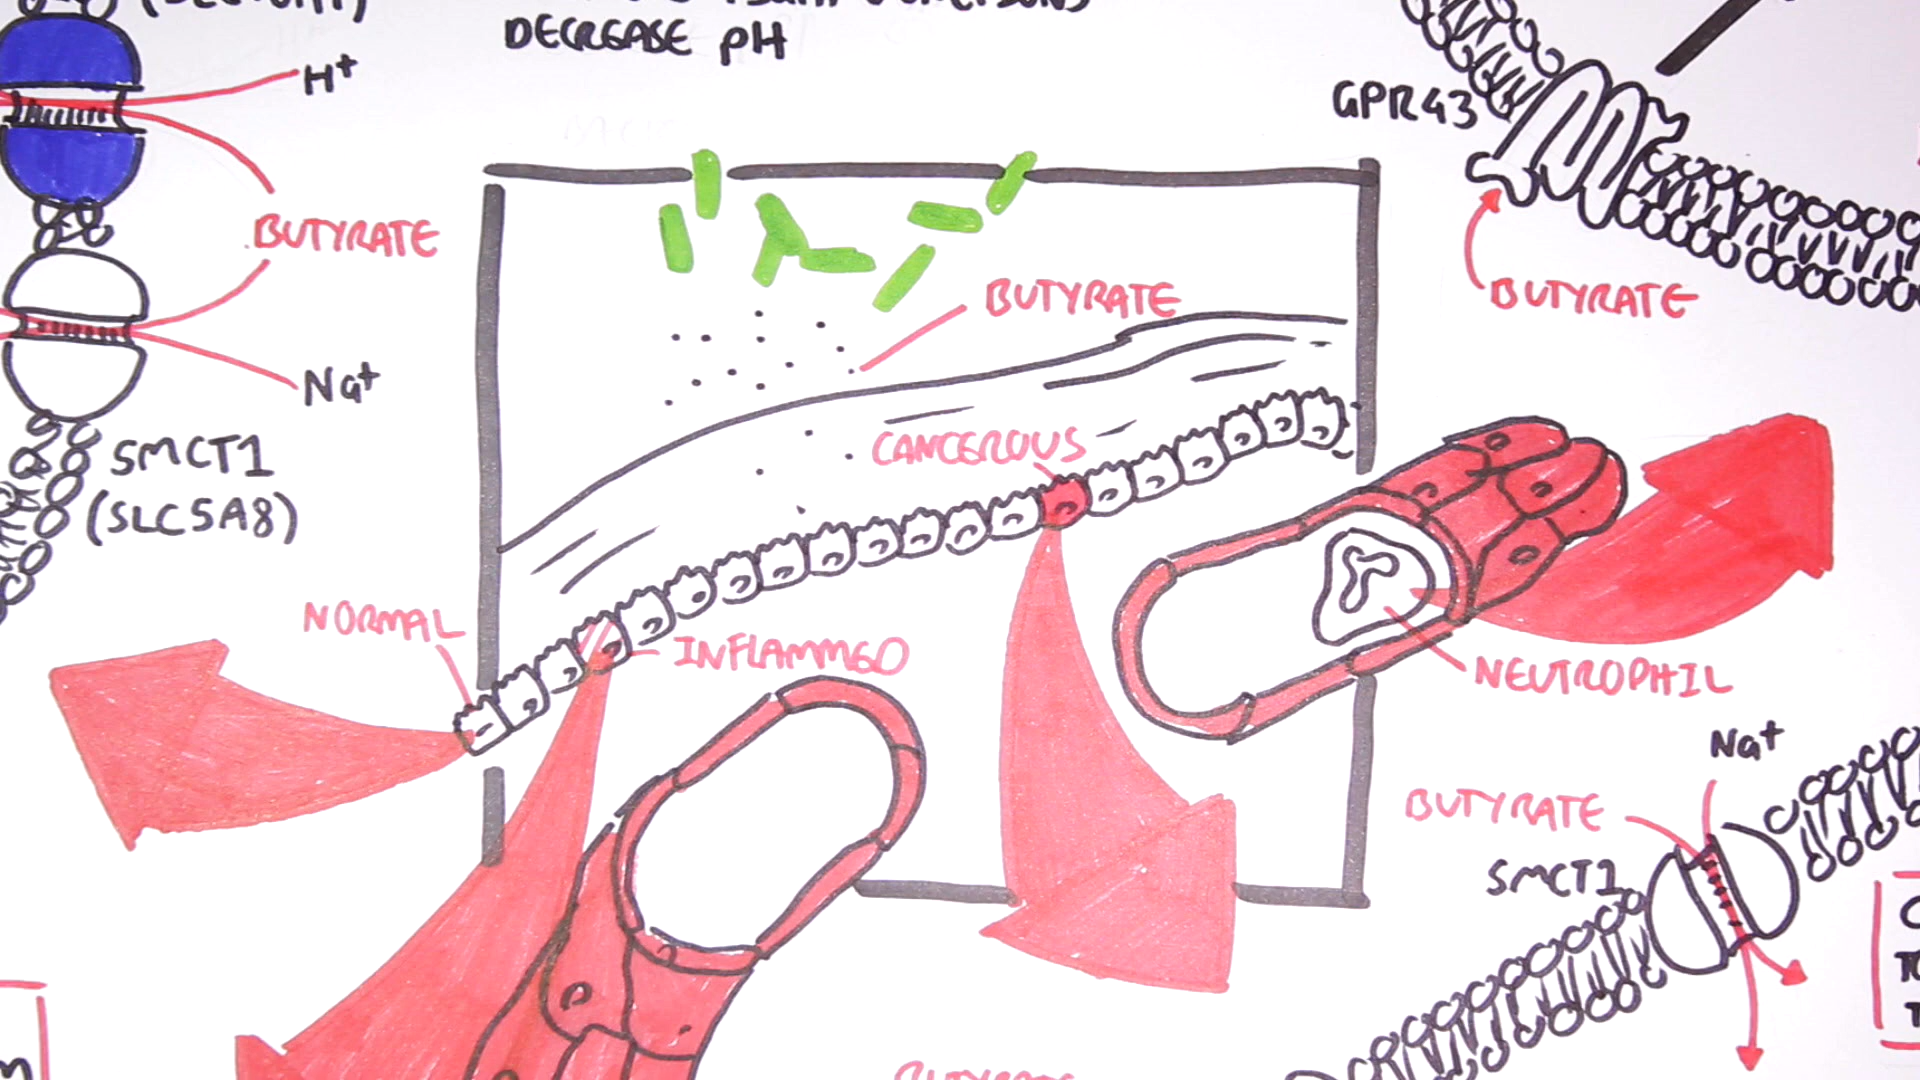 DECREASE pH
H+
GPR43
BUTYRATE
BUTYRATE
BUTYRATE
Na+
CANCEROUS
SMCT1
(SLC5A8)
NORMAL
INFLAMMED
NEUTROPHIL
Na+
BUTYRATE
SMCT1